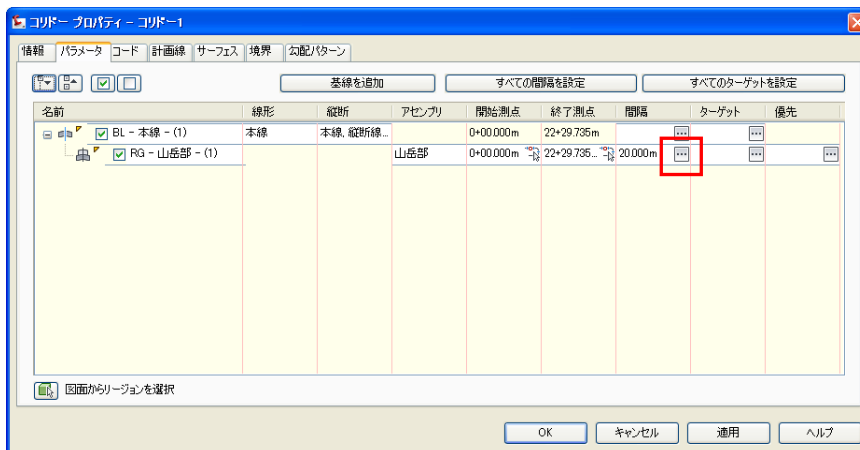 コリドー プロパティ - コリドー1
情報 パラメータ コード 計画線 サーフェス 境界 勾配パターン
基線を追加 すべての間隔を設定 すべてのターゲットを設定
名前 線形 縦断 アセンブリ 開始測点 終了測点 間隔 ターゲット 優先
BL - 本線 - (1) 本線 本線, 縦断線... 0+00.000m 22+29.735m
RG - 山岳部 - (1) 山岳部 0+00.000m 22+29.735... 20.000m
図面からリージョンを選択
OK キャンセル 適用 ヘルプ